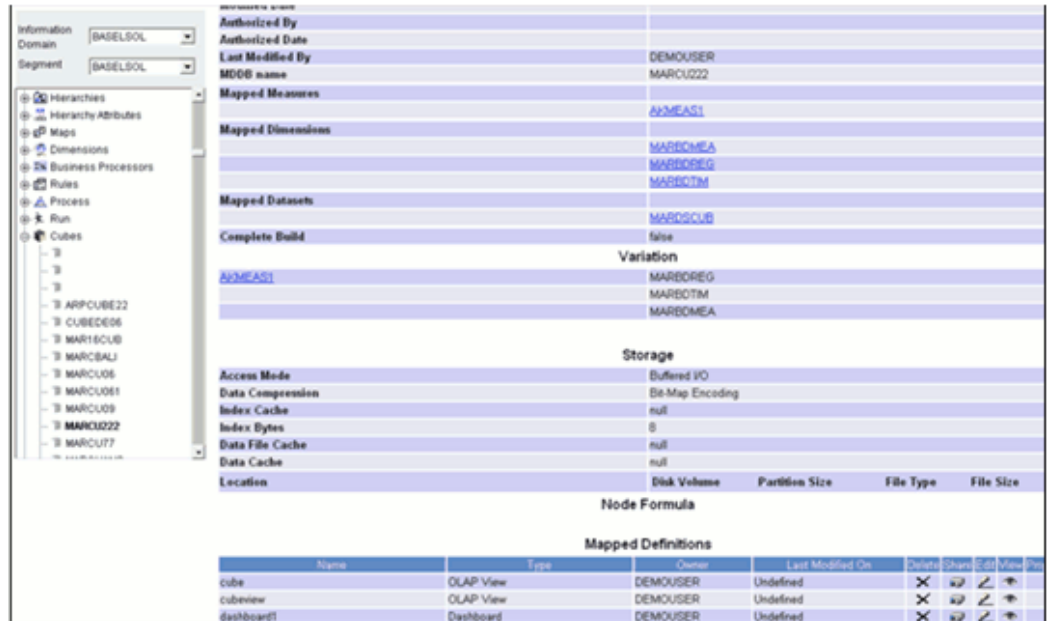 Modified Date
Authorized By
Authorized Date
Last Modified By DEMOUSER
MDDB name MARCU222
Mapped Measures
AKMEAS1
Mapped Dimensions
MARBDMEA
MARBDREG
MARBDTIM
Mapped Datasets
MARDSCUB
Complete Build false
Variation
AKMEAS1 MARBDREG
MARBDTIM
MARBDMEA
Storage
Access Mode Buffered I/O
Data Compression Bit-Map Encoding
Index Cache null
Index Bytes 8
Data File Cache null
Data Cache null
Location Disk Volume Partition Size File Type File Size
Node Formula
Mapped Definitions
Name Type Owner Last Modified On Delete Share Edit View
cube OLAP View DEMOUSER Undefined
cubeview OLAP View DEMOUSER Undefined
dashboard1 Dashboard DEMOUSER Undefined
Information Domain BASELSOL
Segment BASELSOL
Hierarchies
Hierarchy Attributes
Maps
Dimensions
Business Processors
Rules
Process
Run
Cubes
ARPCUBE22
CUBEDE06
MAR16CUB
MARCBALI
MARCU06
MARCU061
MARCU09
MARCU222
MARCU77